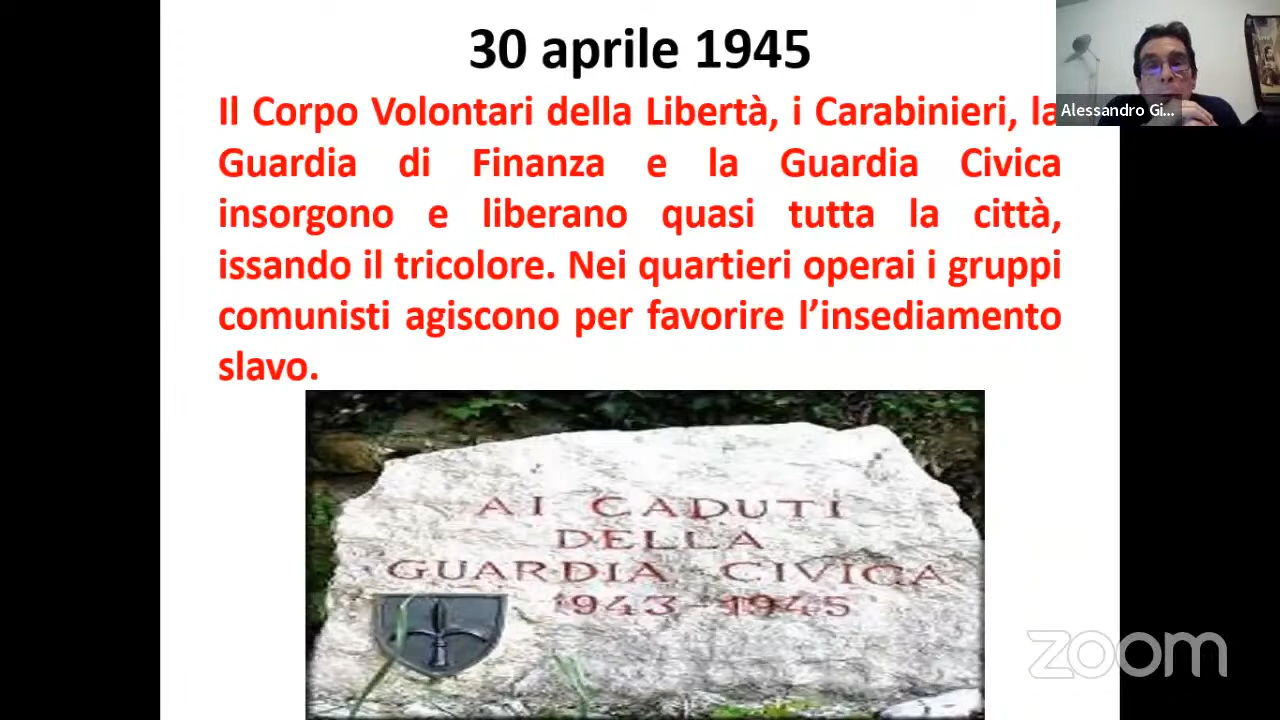 30 aprile 1945
Il Corpo Volontari della Libertà, i Carabinieri, la
Guardia di Finanza e la Guardia Civica
insorgono e liberano quasi tutta la città,
issando il tricolore. Nei quartieri operai i gruppi
comunisti agiscono per favorire l’insediamento
slavo.
Alessandro Gi...
AI CADUTI
DELLA
GUARDIA CIVICA
1943-1945
zoom